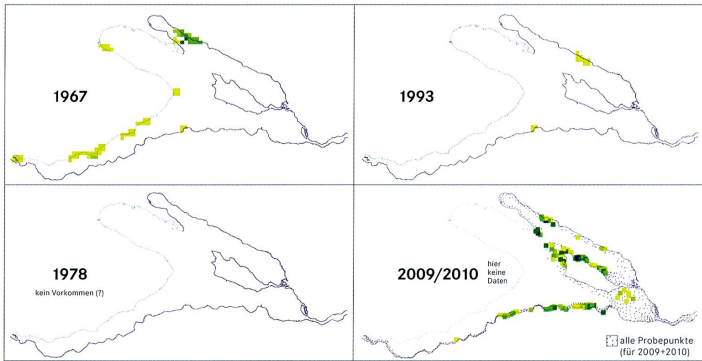 1967
1993
1978
kein Vorkommen (?)
2009/2010
hier
keine
Daten
alle Probepunkte
(für 2009+2010)